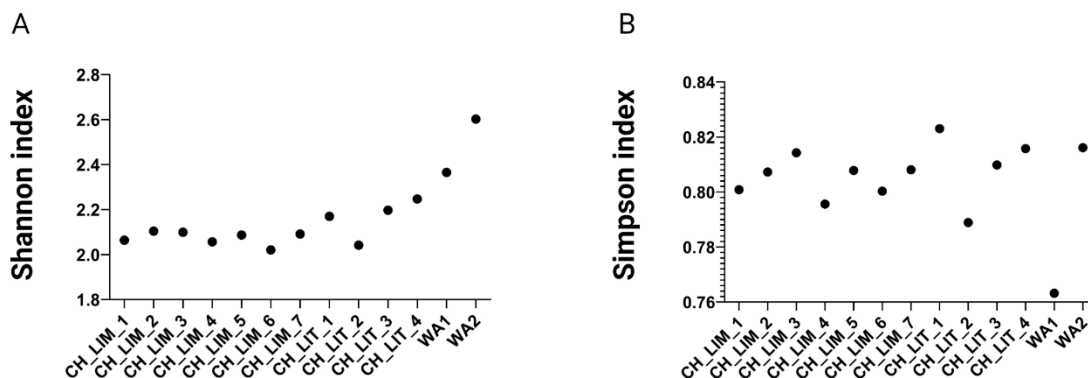 A
Shannon index
2.8
2.6
2.4
2.2
2.0
1.8
CH_LIM_1
CH_LIM_2
CH_LIM_3
CH_LIM_4
CH_LIM_5
CH_LIM_6
CH_LIM_7
CH_LIT_1
CH_LIT_2
CH_LIT_3
CH_LIT_4
WA1
WA2
B
Simpson index
0.84
0.82
0.80
0.78
0.76
CH_LIM_1
CH_LIM_2
CH_LIM_3
CH_LIM_4
CH_LIM_5
CH_LIM_6
CH_LIM_7
CH_LIT_1
CH_LIT_2
CH_LIT_3
CH_LIT_4
WA1
WA2